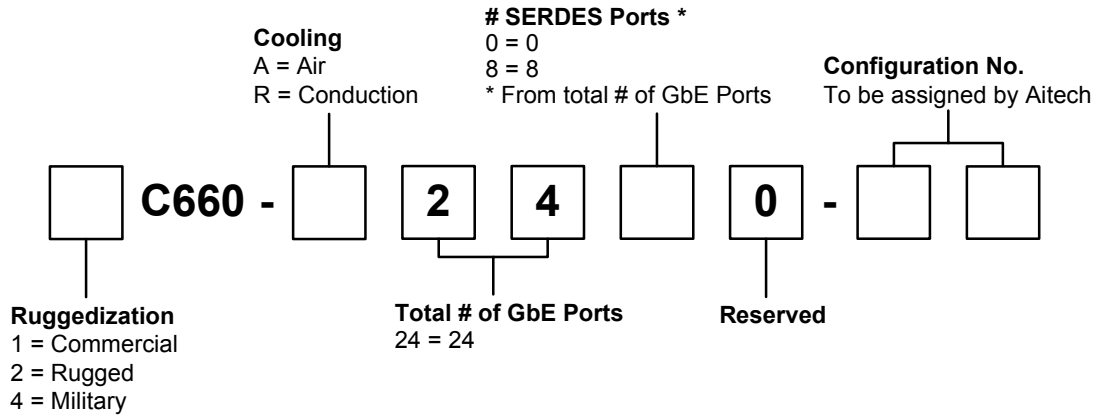 # SERDES Ports *
0 = 0
8 = 8
* From total # of GbE Ports
Cooling
A = Air
R = Conduction
Configuration No.
To be assigned by Aitech
C660 - 2 4 0 -
Ruggedization
1 = Commercial
2 = Rugged
4 = Military
Total # of GbE Ports
24 = 24
Reserved